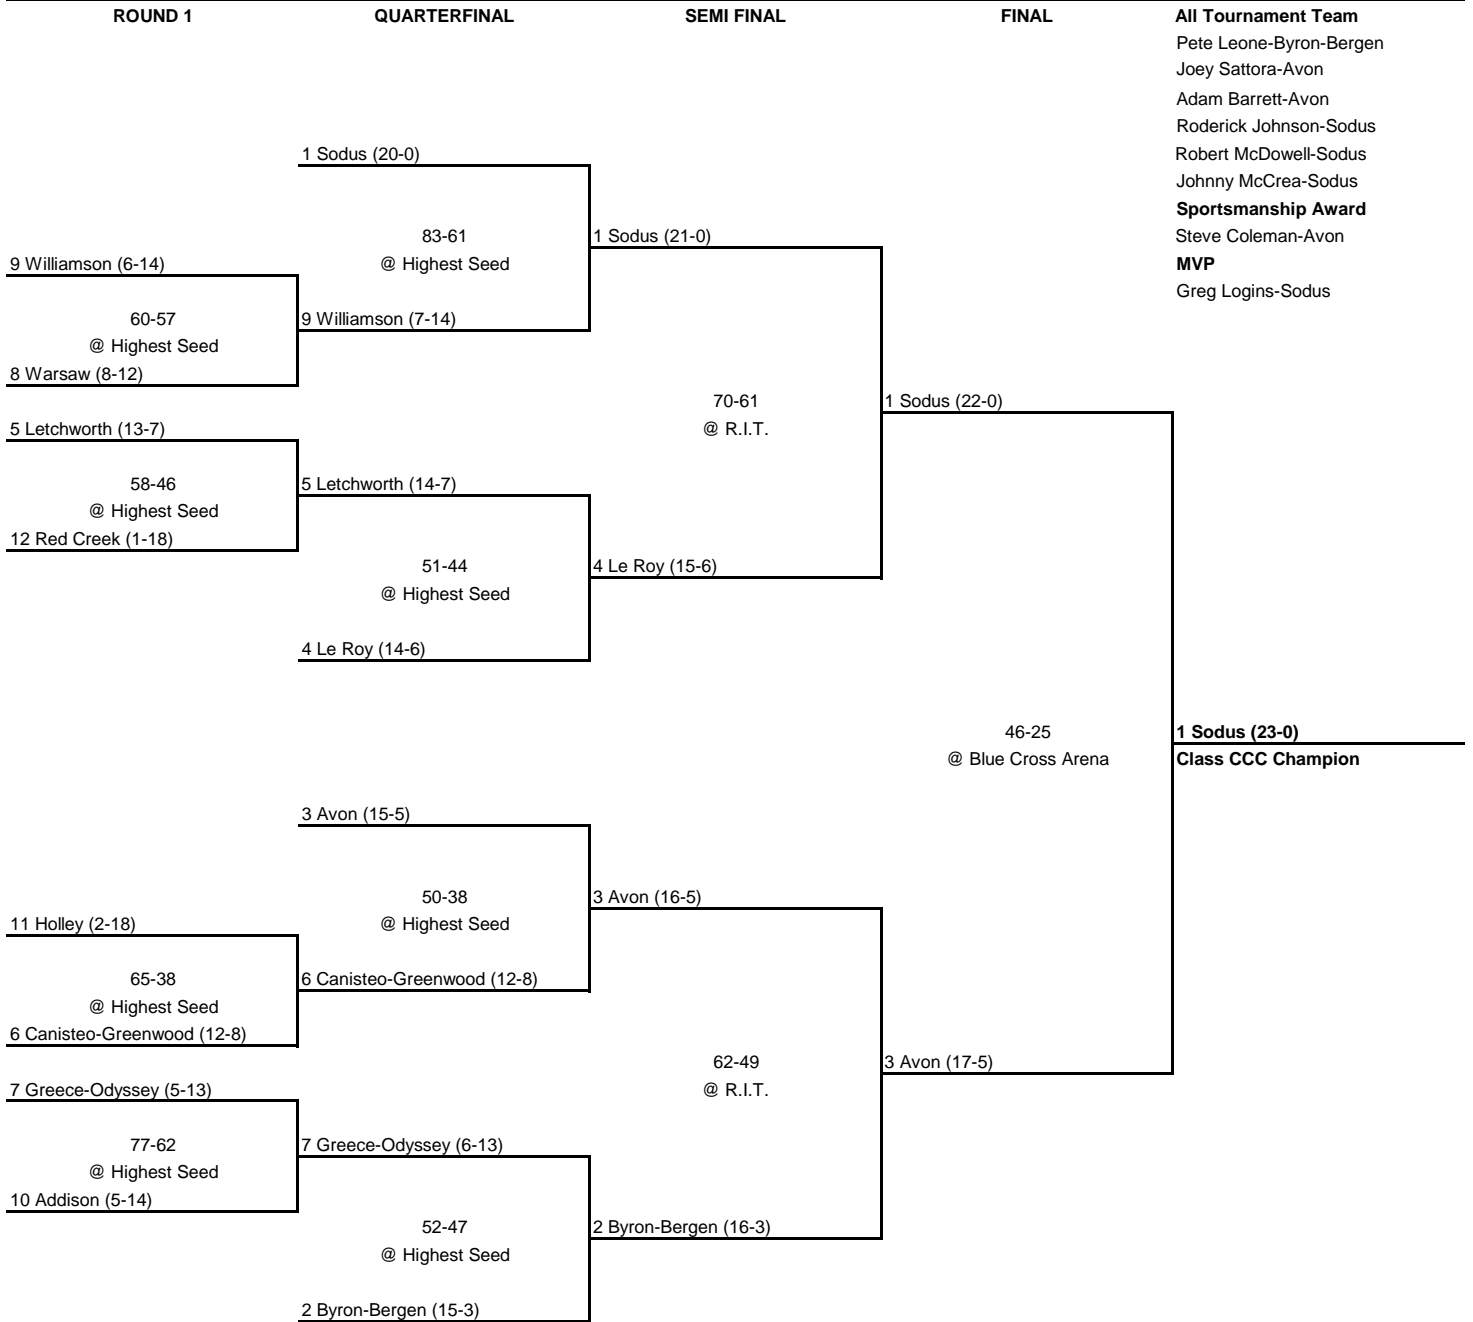 ROUND 1 QUARTERFINAL SEMI FINAL FINAL All Tournament Team
Pete Leone-Byron-Bergen
Joey Sattora-Avon
Adam Barrett-Avon
Roderick Johnson-Sodus
1 Sodus (20-0) Robert McDowell-Sodus
Johnny McCrea-Sodus
Sportsmanship Award
83-61 1 Sodus (21-0) Steve Coleman-Avon
9 Williamson (6-14) @ Highest Seed MVP
Greg Logins-Sodus
60-57 9 Williamson (7-14)
@ Highest Seed
8 Warsaw (8-12)
70-61 1 Sodus (22-0)
5 Letchworth (13-7) @ R.I.T.
58-46 5 Letchworth (14-7)
@ Highest Seed
12 Red Creek (1-18)
51-44 4 Le Roy (15-6)
@ Highest Seed
4 Le Roy (14-6)
46-25 1 Sodus (23-0)
@ Blue Cross Arena Class CCC Champion
3 Avon (15-5)
50-38 3 Avon (16-5)
11 Holley (2-18) @ Highest Seed
65-38 6 Canisteo-Greenwood (12-8)
@ Highest Seed
6 Canisteo-Greenwood (12-8)
62-49 3 Avon (17-5)
7 Greece-Odyssey (5-13) @ R.I.T.
77-62 7 Greece-Odyssey (6-13)
@ Highest Seed
10 Addison (5-14)
52-47 2 Byron-Bergen (16-3)
@ Highest Seed
2 Byron-Bergen (15-3)